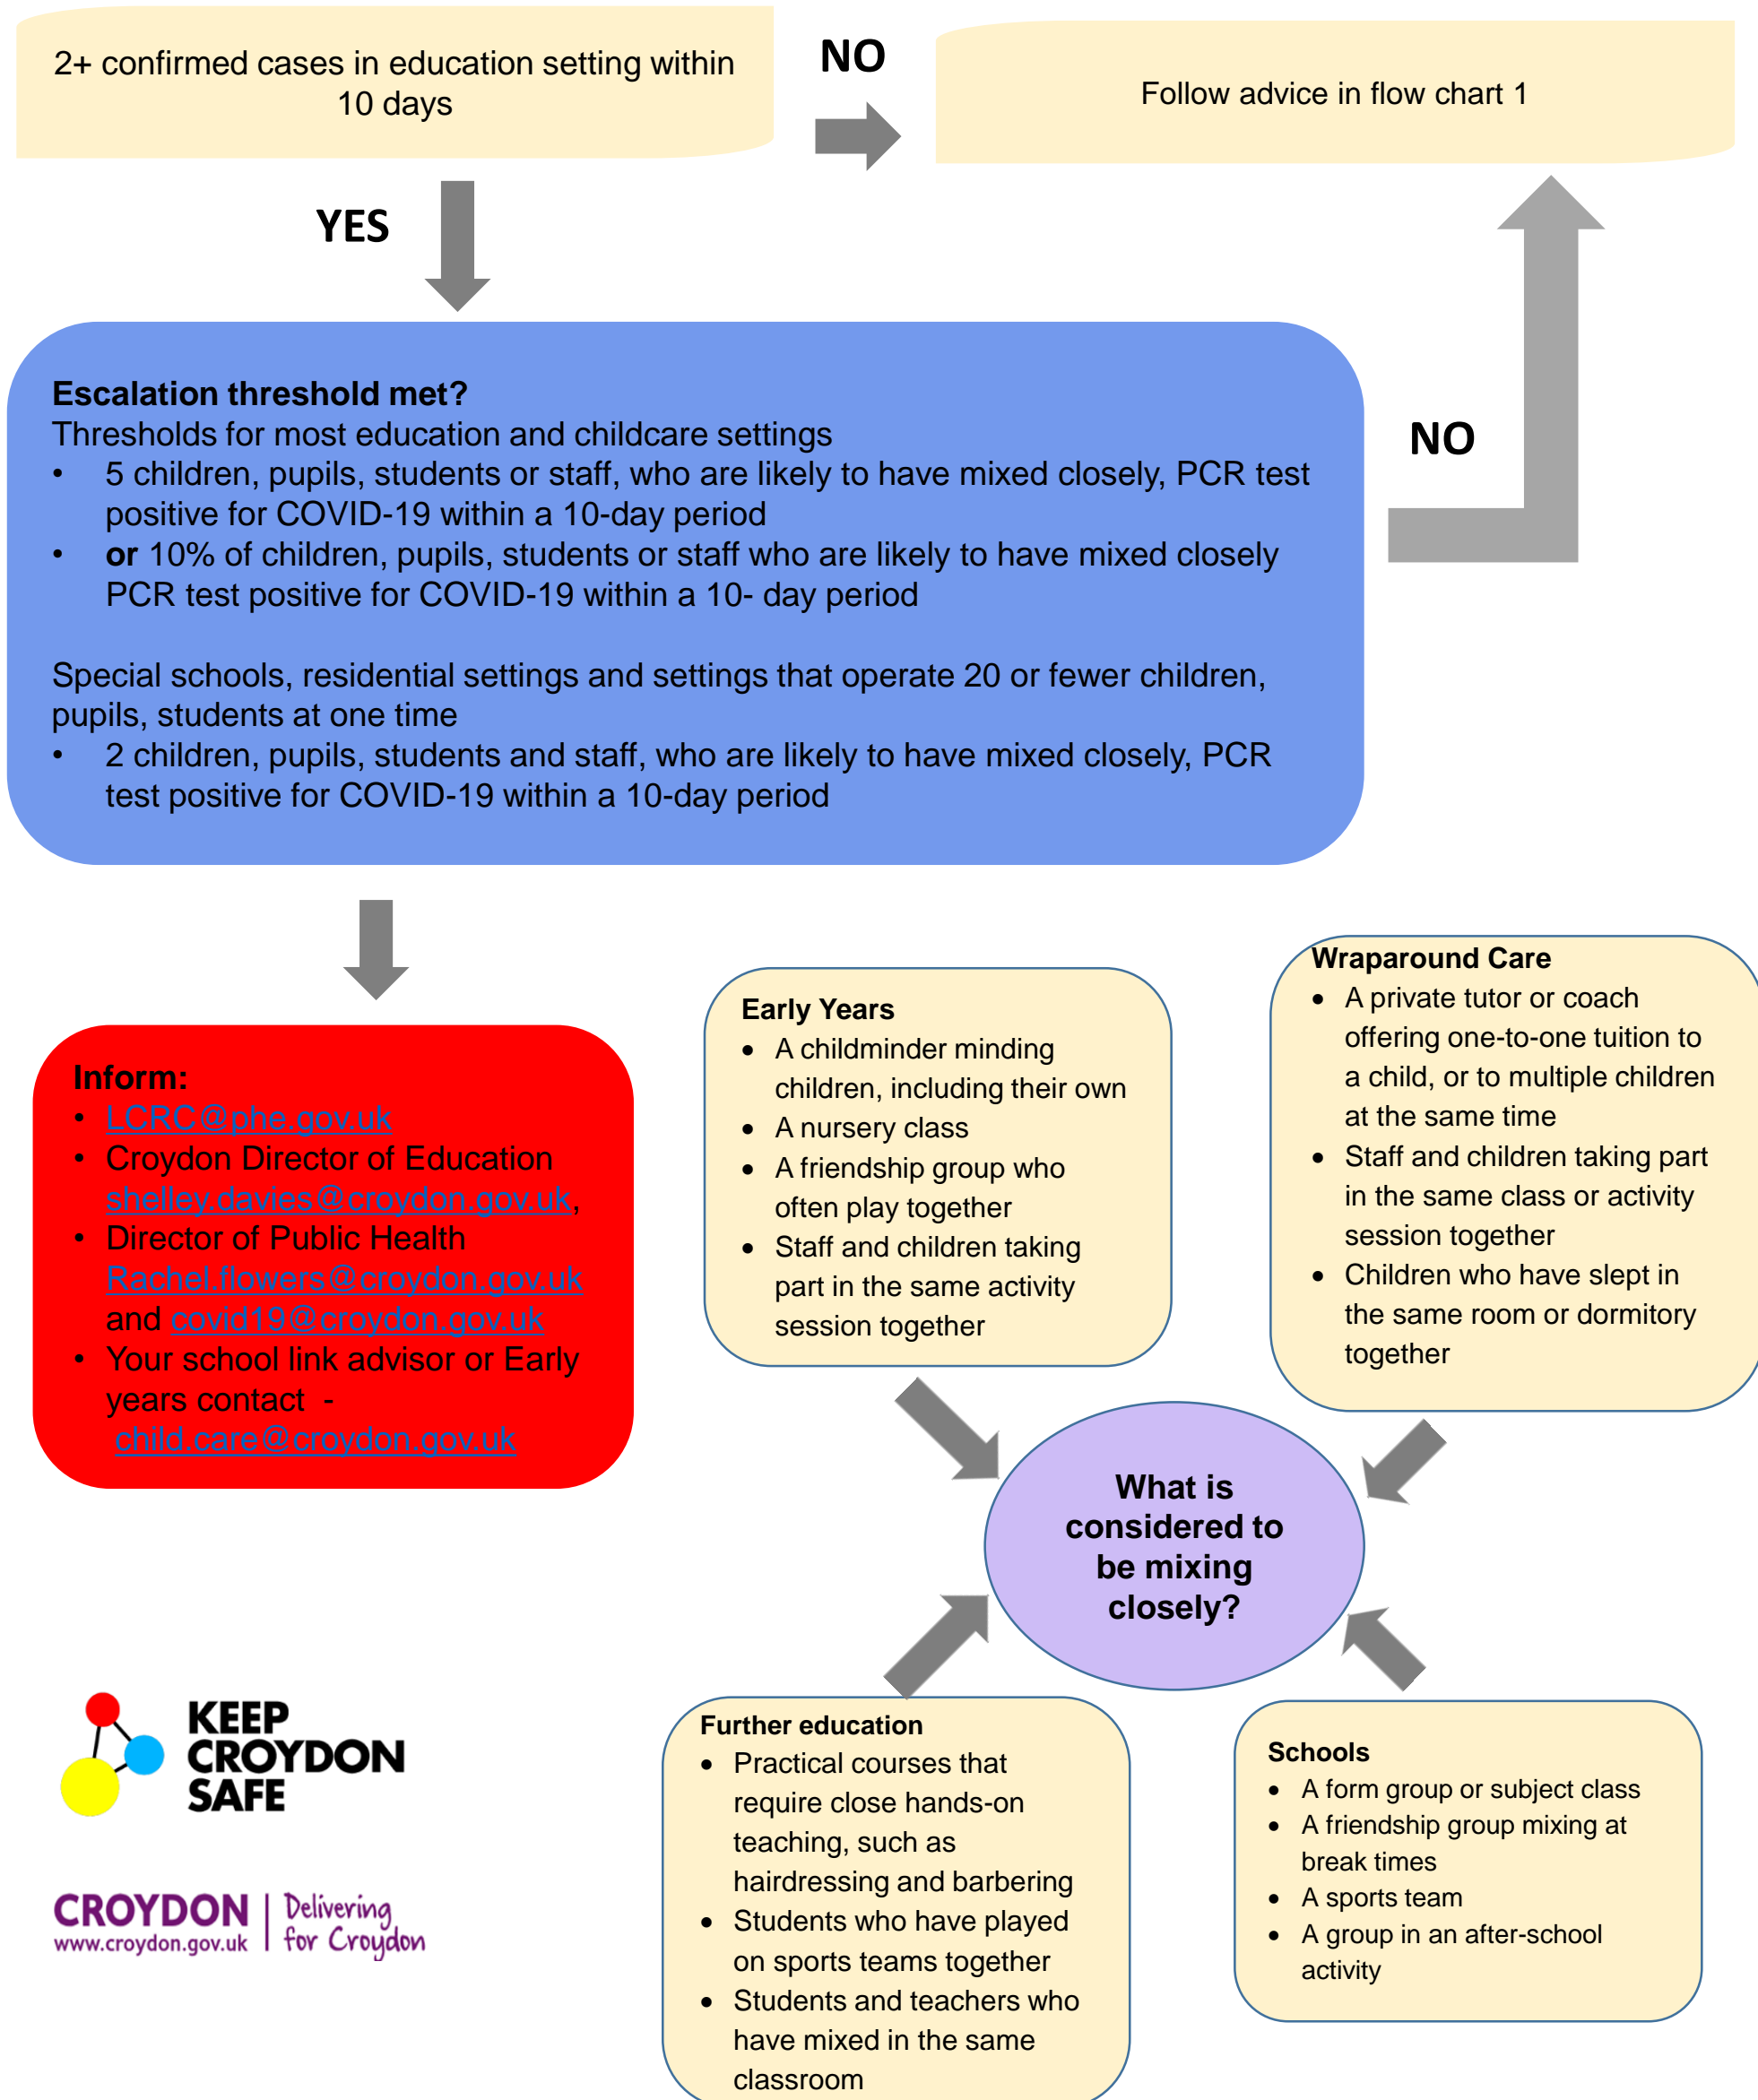 2+ confirmed cases in education setting within
10 days
NO
Follow advice in flow chart 1
YES
Escalation threshold met?
Thresholds for most education and childcare settings
• 5 children, pupils, students or staff, who are likely to have mixed closely, PCR test
positive for COVID-19 within a 10-day period
• or 10% of children, pupils, students or staff who are likely to have mixed closely
PCR test positive for COVID-19 within a 10- day period
Special schools, residential settings and settings that operate 20 or fewer children,
pupils, students at one time
• 2 children, pupils, students and staff, who are likely to have mixed closely, PCR
test positive for COVID-19 within a 10-day period
NO
Inform:
• LCRC@phe.gov.uk
• Croydon Director of Education
shelley.davies@croydon.gov.uk,
• Director of Public Health
Rachel.flowers@croydon.gov.uk
and covid19@croydon.gov.uk
• Your school link advisor or Early
years contact -
child.care@croydon.gov.uk
Early Years
• A childminder minding
children, including their own
• A nursery class
• A friendship group who
often play together
• Staff and children taking
part in the same activity
session together
Wraparound Care
• A private tutor or coach
offering one-to-one tuition to
a child, or to multiple children
at the same time
• Staff and children taking part
in the same class or activity
session together
• Children who have slept in
the same room or dormitory
together
What is
considered to
be mixing
closely?
Further education
• Practical courses that
require close hands-on
teaching, such as
hairdressing and barbering
• Students who have played
on sports teams together
• Students and teachers who
have mixed in the same
classroom
Schools
• A form group or subject class
• A friendship group mixing at
break times
• A sports team
• A group in an after-school
activity
KEEP
CROYDON
SAFE
CROYDON
www.croydon.gov.uk
Delivering
for Croydon